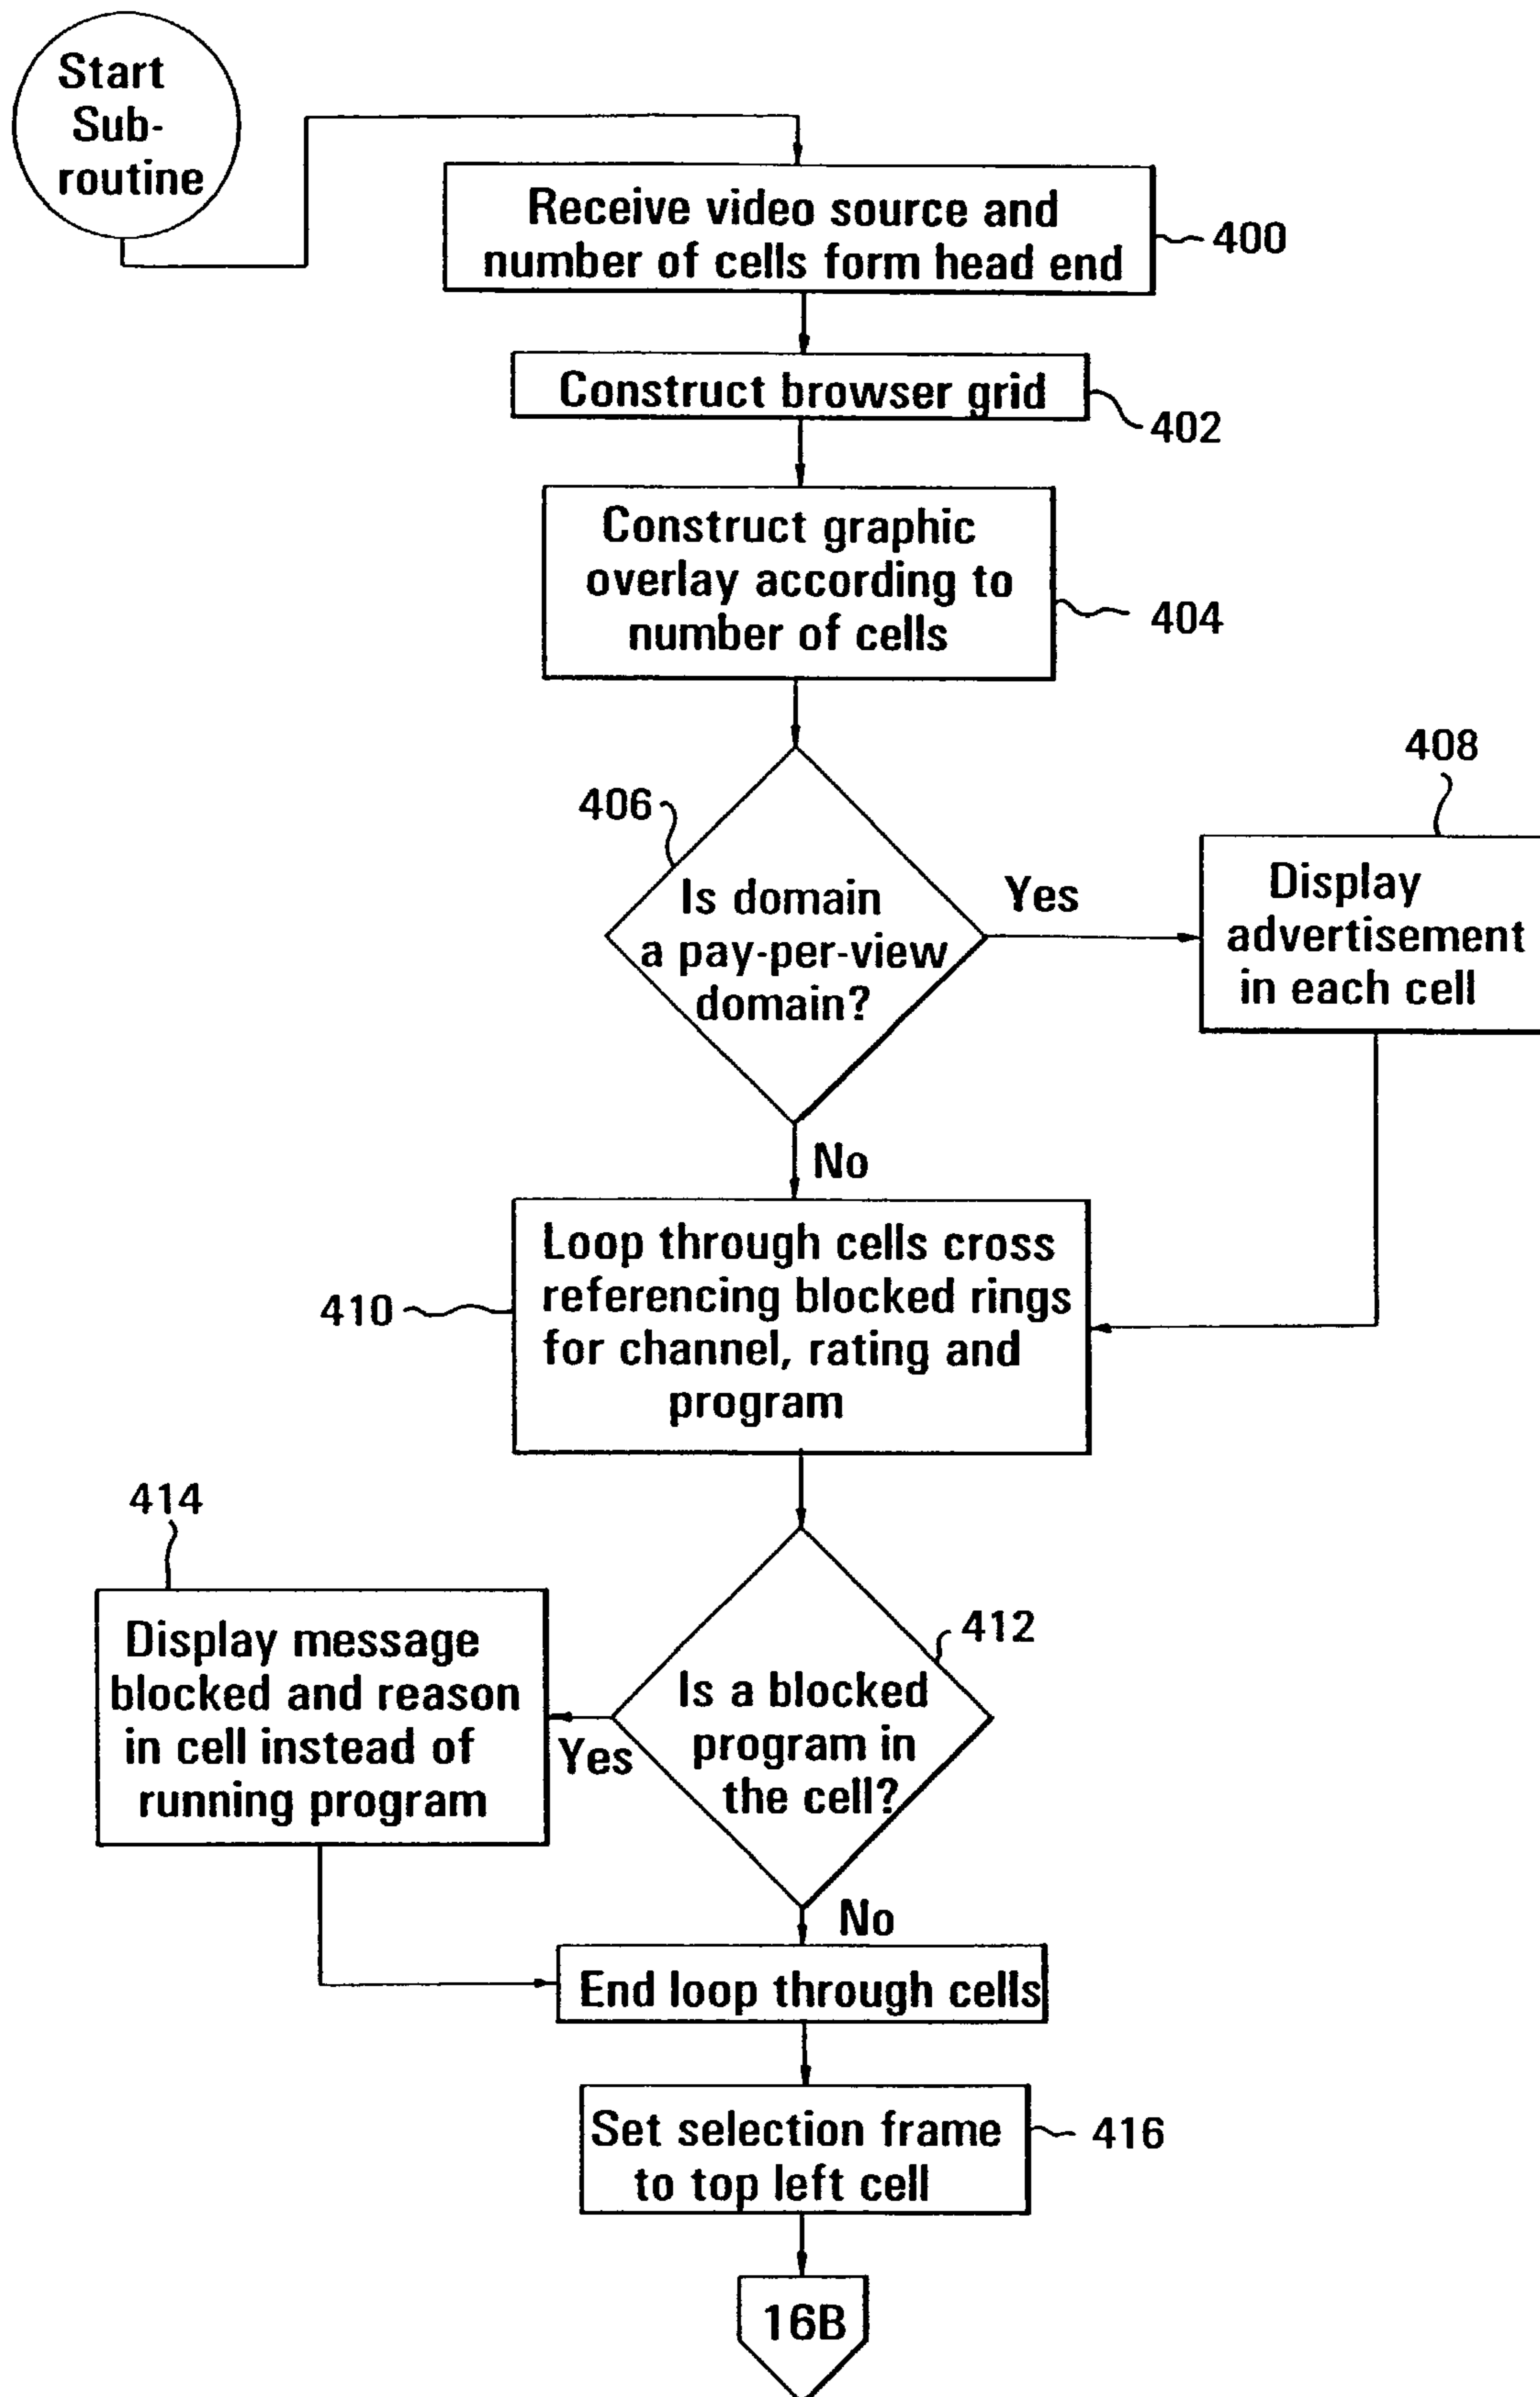 Start
Sub-
routine
Receive video source and
number of cells form head end
400
Construct browser grid
402
Construct graphic
overlay according to
number of cells
404
406
Is domain
a pay-per-view
domain?
Yes
408
Display
advertisement
in each cell
No
410
Loop through cells cross
referencing blocked rings
for channel, rating and
program
414
Display message
blocked and reason
in cell instead of
running program
412
Is a blocked
program in
the cell?
Yes
No
End loop through cells
Set selection frame
to top left cell
416
16B